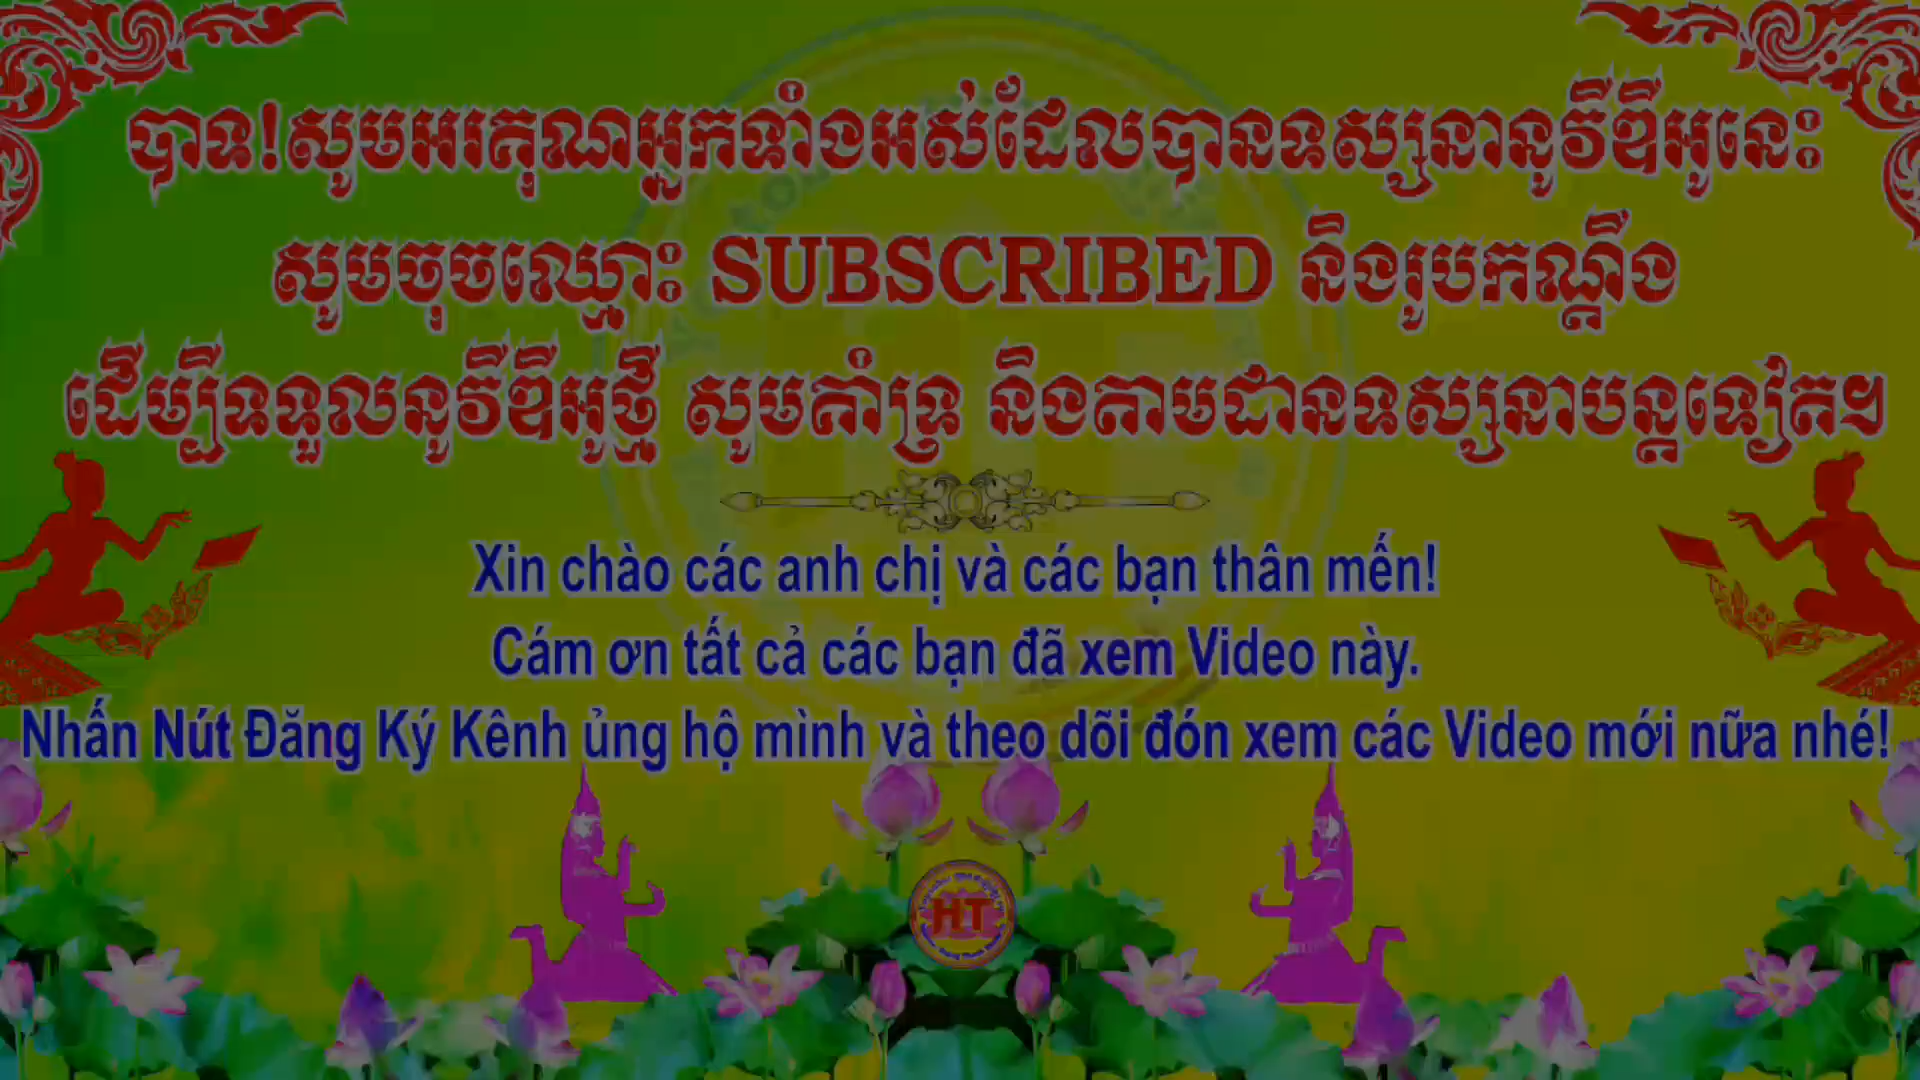 បាទ!សូមអរគុណអ្នកទាំងអស់ដែលបានទស្សនានូវីឌីអូនេះ
សូមចុចឈ្មោះ SUBSCRIBED និងរូបកណ្ដឹង
ដើម្បីទទួលនូវីឌីអូថ្មី សូមគាំទ្រ និងតាមដានទស្សនាបន្តទៀត។
Xin chào các anh chị và các bạn thân mến!
Cám ơn tất cả các bạn đã xem Video này.
Nhấn Nút Đăng Ký Kênh ủng hộ mình và theo dõi đón xem các Video mới nữa nhé!
HT